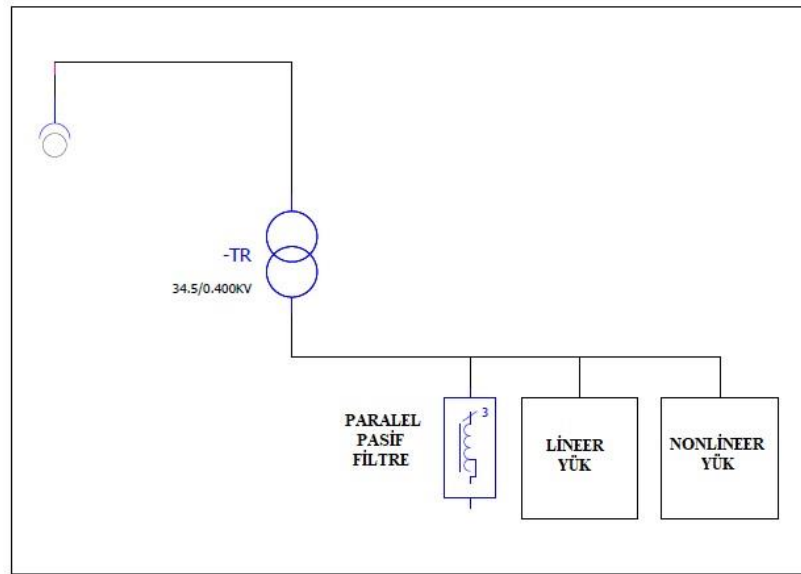 -TR
34.5/0.400KV
PARALEL
PASİF
FİLTRE
3
LİNEER
YÜK
NONLİNEER
YÜK